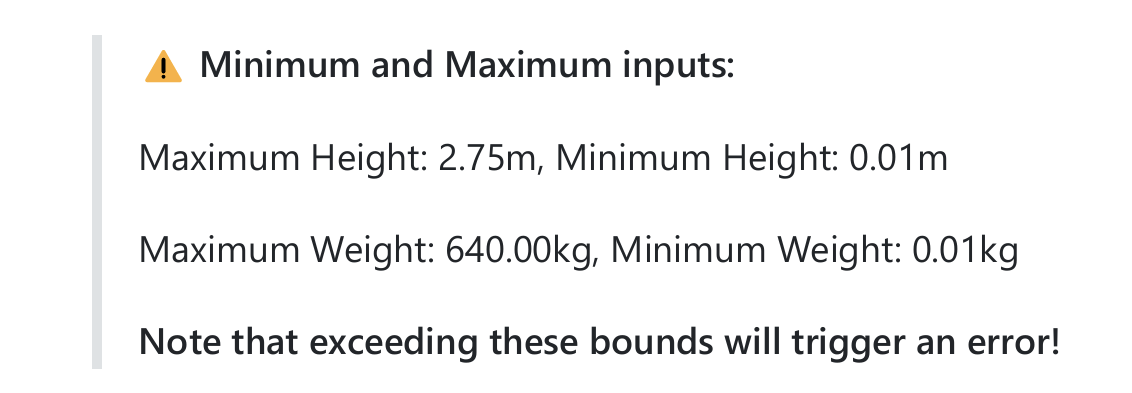 ⚠️ Minimum and Maximum inputs:
Maximum Height: 2.75m, Minimum Height: 0.01m
Maximum Weight: 640.00kg, Minimum Weight: 0.01kg
Note that exceeding these bounds will trigger an error!